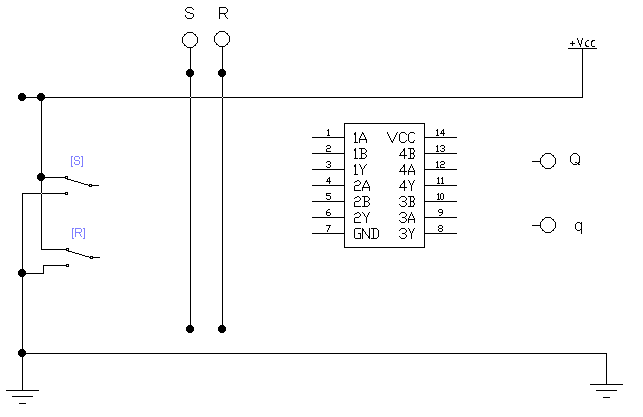 S R
+Vcc
1 1A VCC 14
2 1B 4B 13
3 1Y 4A 12
4 2A 4Y 11
5 2B 3B 10
6 2Y 3A 9
7 GND 3Y 8
[S]
[R]
Q
q